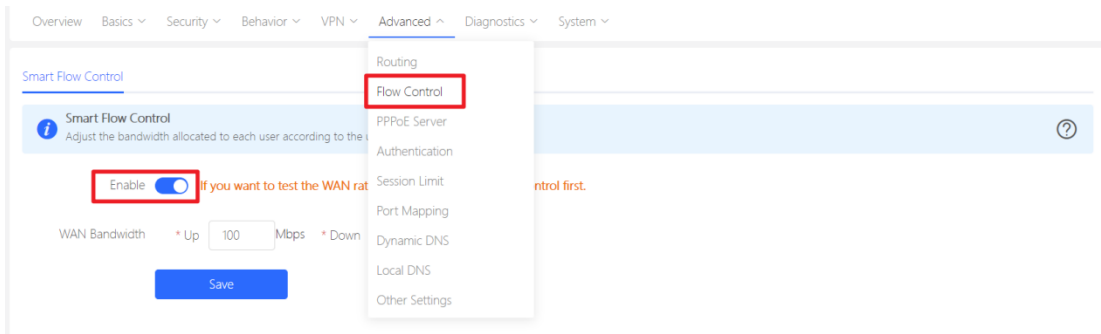 Overview Basics Security Behavior VPN Advanced Diagnostics System
Routing
Smart Flow Control
Flow Control
Smart Flow Control
PPPoE Server
Adjust the bandwidth allocated to each user according to the
Authentication
Enable If you want to test the WAN ntrol first.
Session Limit
Port Mapping
WAN Bandwidth * Up 100 Mbps * Down
Dynamic DNS
Local DNS
Save
Other Settings